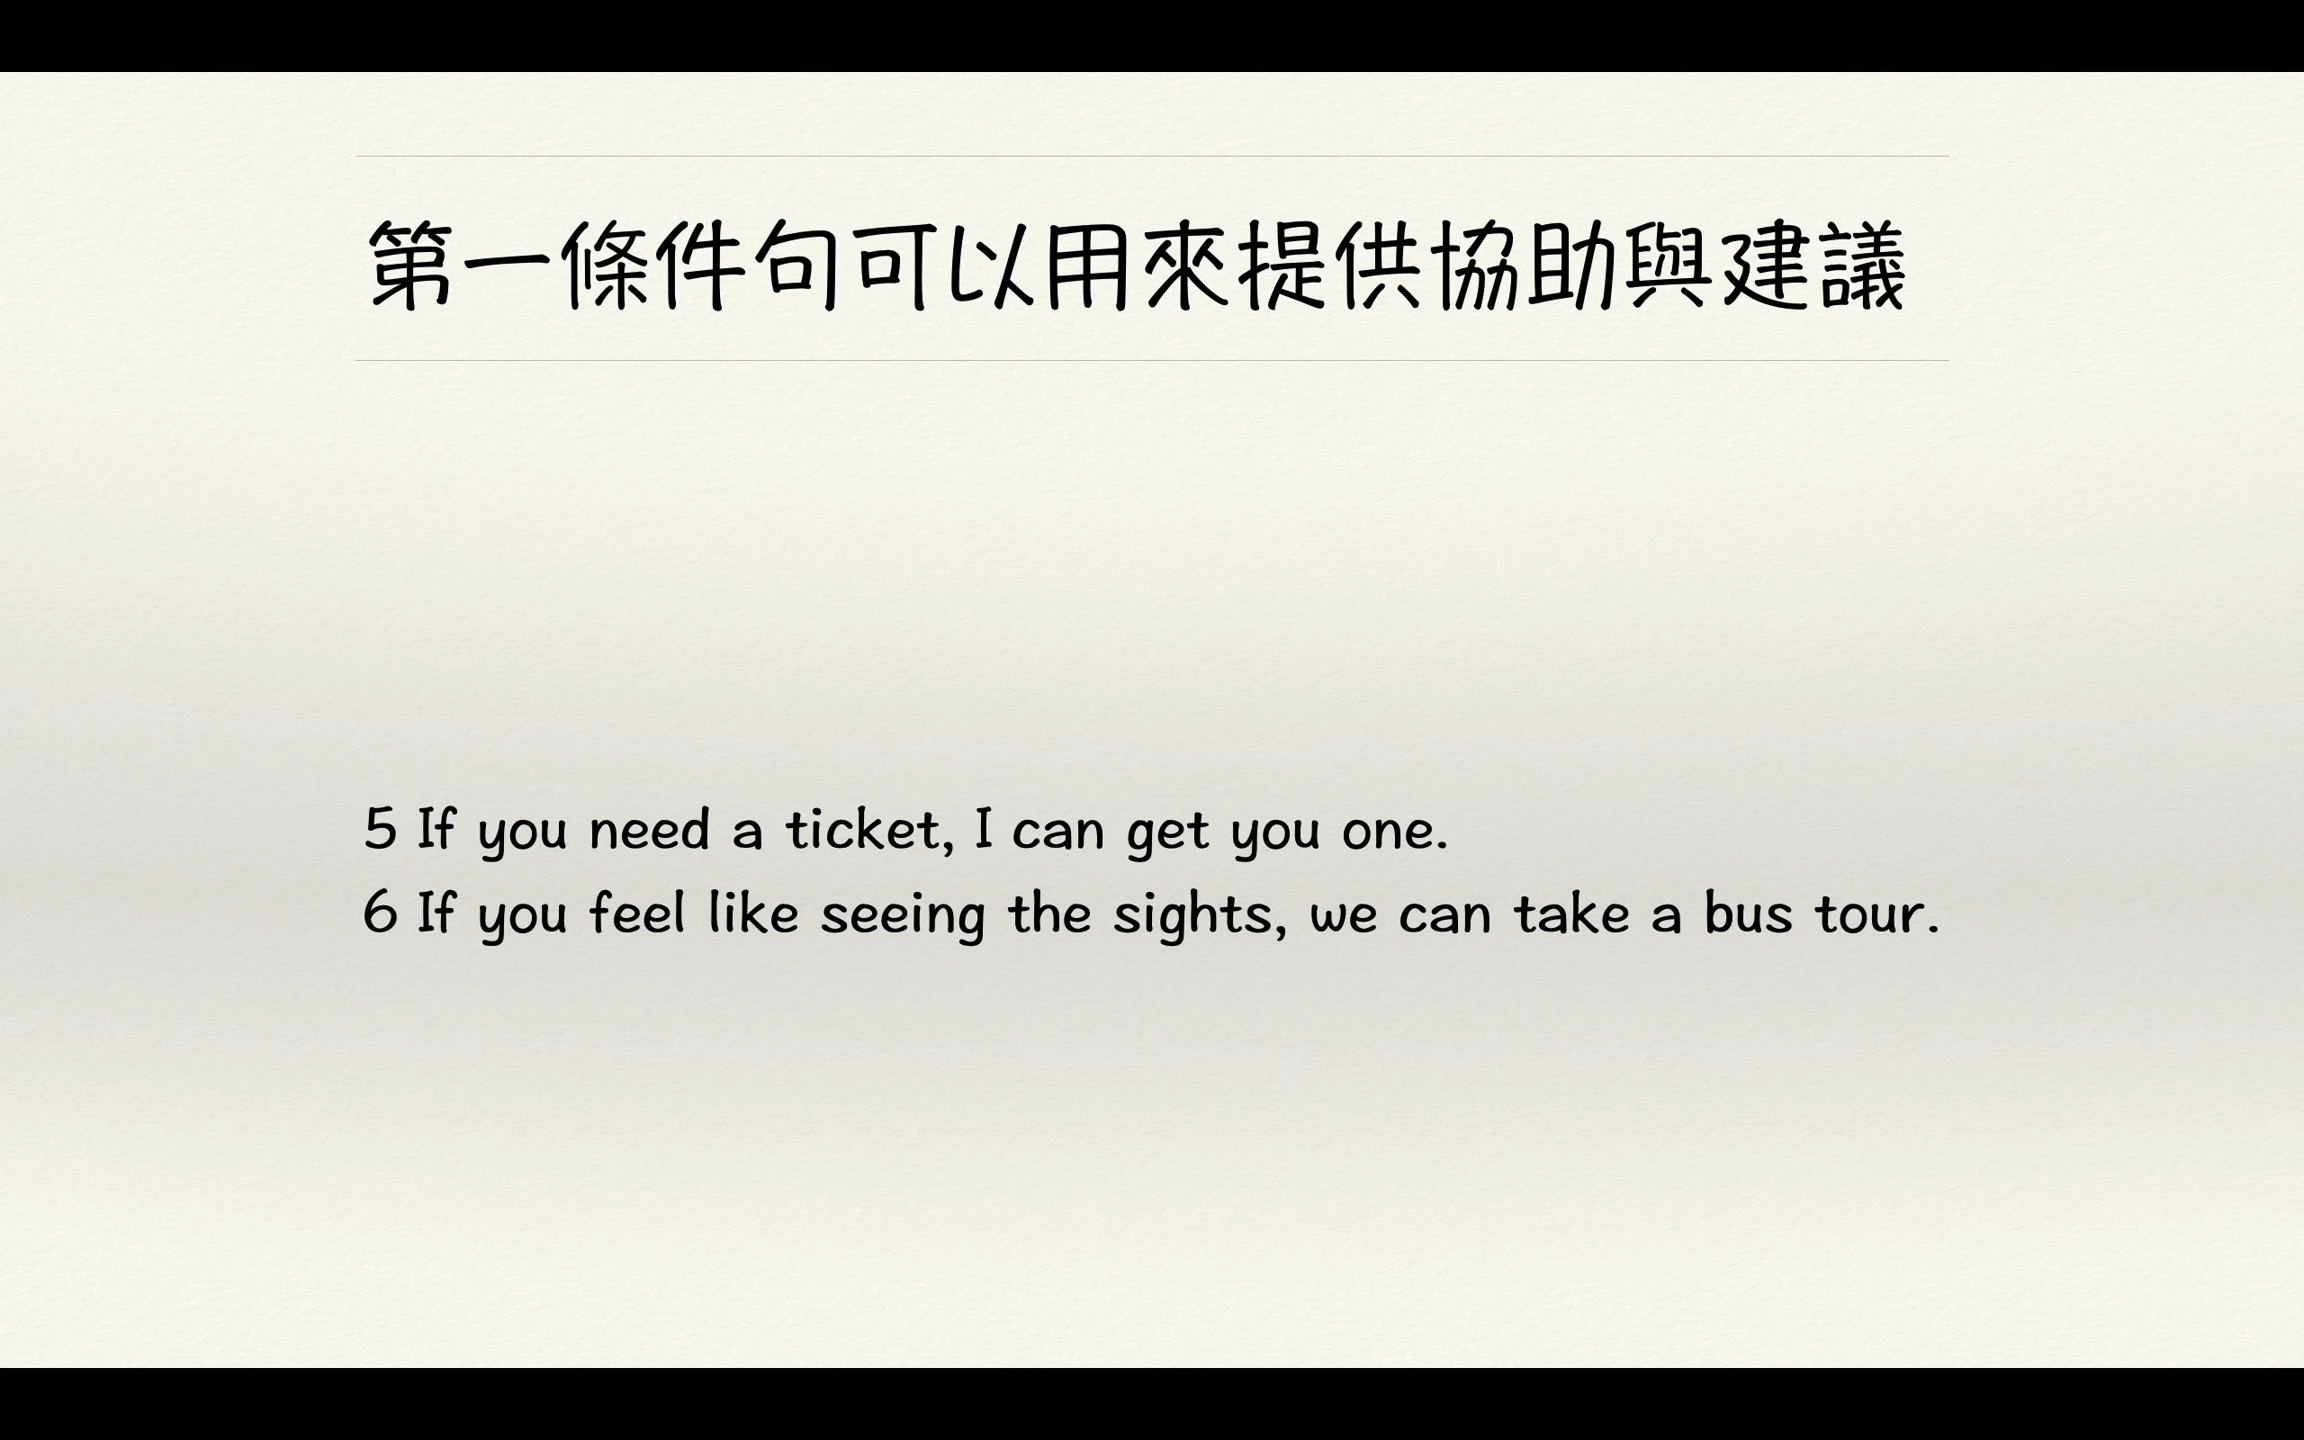 第一條件句可以用來提供協助與建議
5 If you need a ticket, I can get you one.
6 If you feel like seeing the sights, we can take a bus tour.